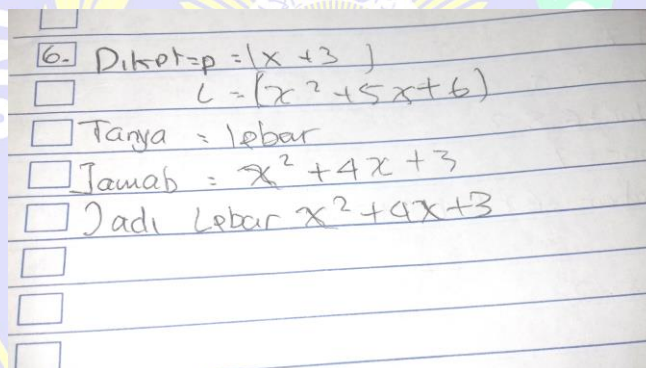 6. Diket=p =(x +3 )
L =(x²+5x+6)
Tanya = lebar
Jawab : x² +4x +3
Jadi Lebar x²+4x+3